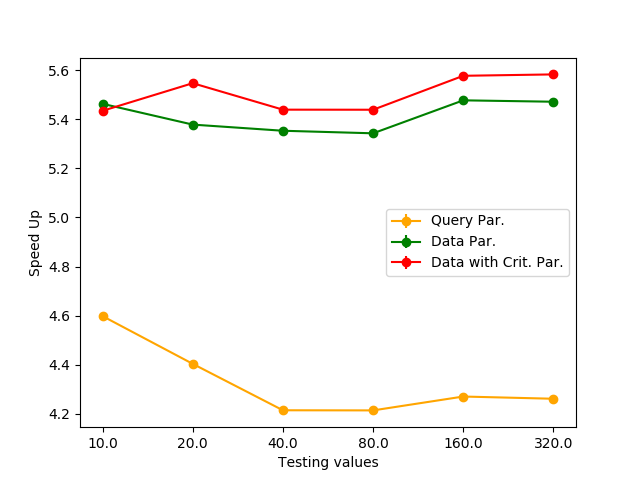 5.6
5.4
5.2
5.0
4.8
4.6
4.4
4.2
Speed Up
Query Par.
Data Par.
Data with Crit. Par.
10.0 20.0 40.0 80.0 160.0 320.0
Testing values